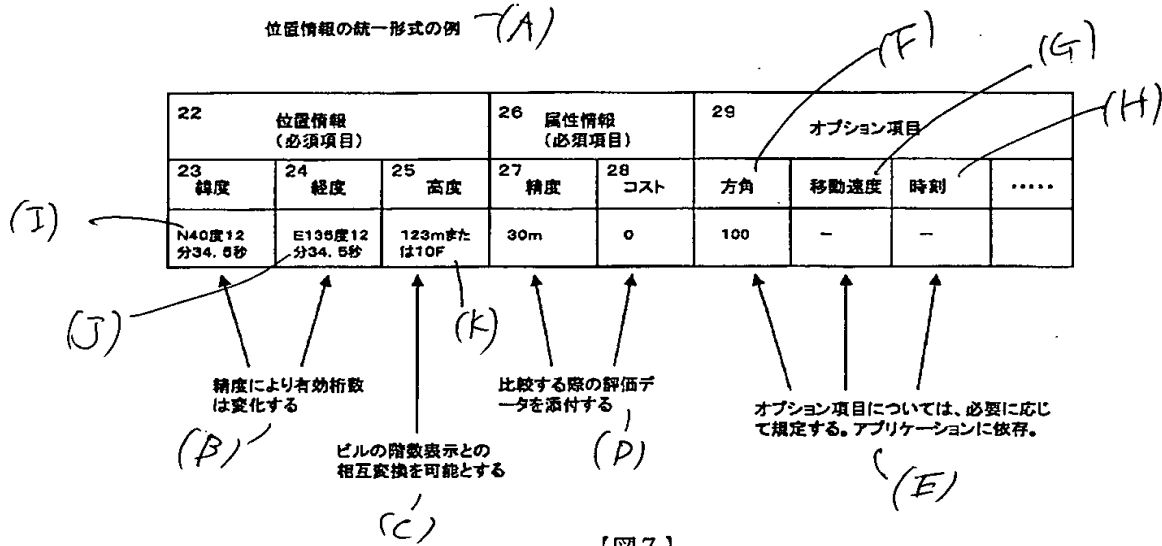 位置情報の統一形式の例 (A)
(F)
(G)
(H)
22 位置情報 (必須項目)
26 属性情報 (必須項目)
29 オプション項目
23 緯度
24 経度
25 高度
27 精度
28 コスト
方角
移動速度
時刻
.....
(I)
N40度12
分34.5秒
E135度12
分34.5秒
123mまた
は10F
30m
0
100
-
-
(J)
(K)
精度により有効桁数
は変化する
(B)
ビルの階数表示との
相互変換を可能とする
(C)
比較する際の評価デ
ータを添付する
(D)
オプション項目については、必要に応じ
て規定する。アプリケーションに依存。
(E)
【図7】